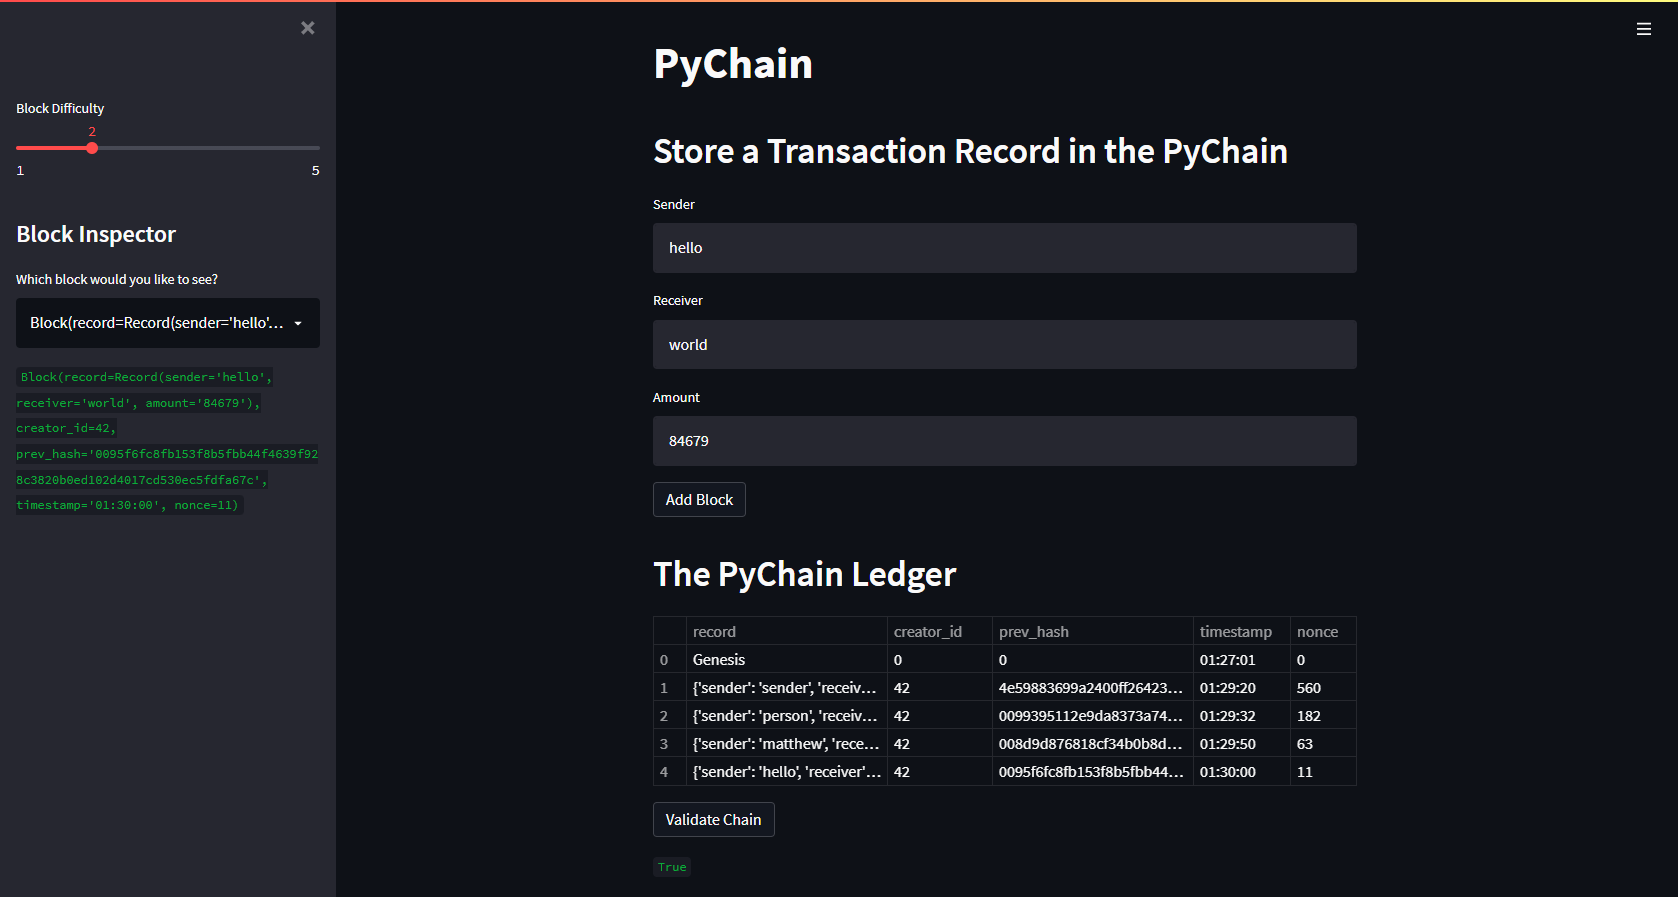 Block Difficulty
2
1 5
Block Inspector
Which block would you like to see?
Block(record=Record(sender='hello'...
Block(record=Record(sender='hello',
receiver='world', amount='84679'),
creator_id=42,
prev_hash='0095f6fc8fb153f8b5fbb44f4639f92
8c3820b0ed102d4017cd530ec5fdfa67c',
timestamp='01:30:00', nonce=11)
PyChain
Store a Transaction Record in the PyChain
Sender
hello
Receiver
world
Amount
84679
Add Block
The PyChain Ledger
record creator_id prev_hash timestamp nonce
0 Genesis 0 0 01:27:01 0
1 {'sender': 'sender', 'receiv... 42 4e59883699a2400ff26423... 01:29:20 560
2 {'sender': 'person', 'receiv... 42 0099395112e9da8373a74... 01:29:32 182
3 {'sender': 'matthew', 'rece... 42 008d9d876818cf34b0b8d... 01:29:50 63
4 {'sender': 'hello', 'receiver'... 42 0095f6fc8fb153f8b5fbb44... 01:30:00 11
Validate Chain
True